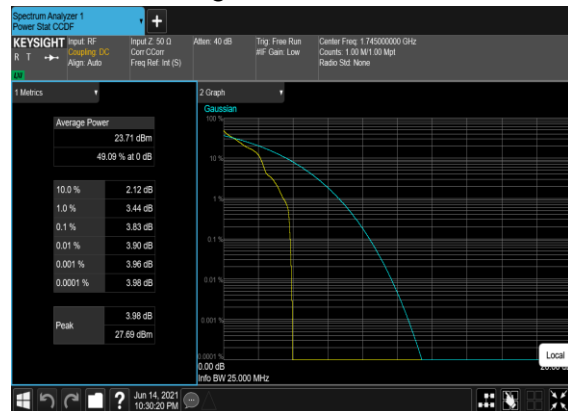 Spectrum Analyzer 1
Power Stat CCDF
KEYSIGHT
R T
LW
Input: RF
Coupling: DC
Align: Auto
Input Z: 50 Ω
Corr CCorr
Freq Ref: Int (S)
Atten: 40 dB
Trig: Free Run
#IF Gain: Low
Center Freq: 1.745000000 GHz
Counts: 1.00 M/1.00 Mpt
Radio Std: None
1 Metrics
Average Power
23.71 dBm
49.09 % at 0 dB
10.0 % 2.12 dB
1.0 % 3.44 dB
0.1 % 3.83 dB
0.01 % 3.90 dB
0.001 % 3.96 dB
0.0001 % 3.98 dB
Peak
3.98 dB
27.69 dBm
2 Graph
Gaussian
100 %
10 %
1 %
0.1 %
0.01 %
0.001 %
0.0001 %
0.00 dB
Info BW 25.000 MHz
Local
?
Jun 14, 2021
10:30:20 PM